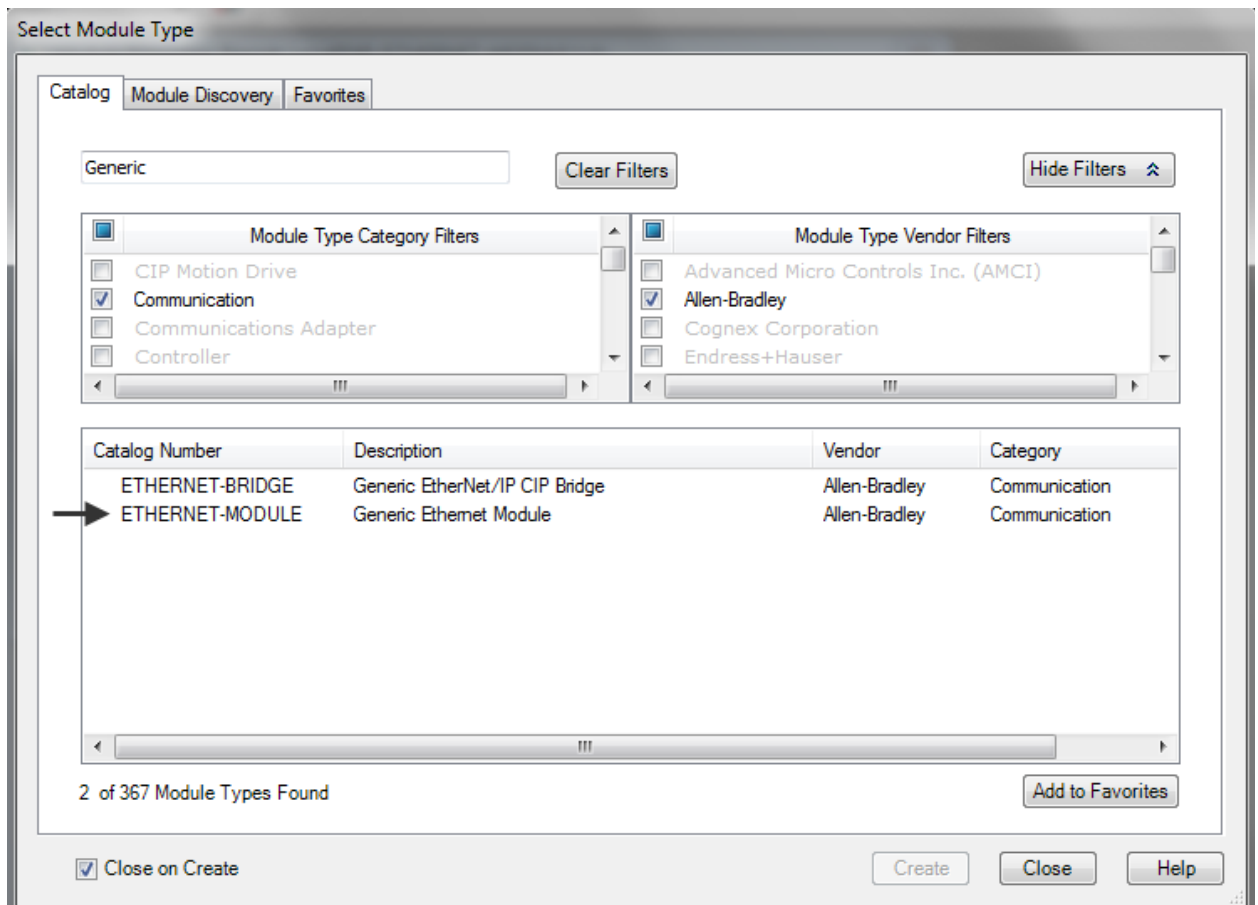 Select Module Type
Catalog Module Discovery Favorites
Generic Clear Filters Hide Filters
Module Type Category Filters Module Type Vendor Filters
CIP Motion Drive Advanced Micro Controls Inc. (AMCI)
Communication Allen-Bradley
Communications Adapter Cognex Corporation
Controller Endress+Hauser
Catalog Number Description Vendor Category
ETHERNET-BRIDGE Generic EtherNet/IP CIP Bridge Allen-Bradley Communication
ETHERNET-MODULE Generic Ethernet Module Allen-Bradley Communication
2 of 367 Module Types Found Add to Favorites
Close on Create Create Close Help